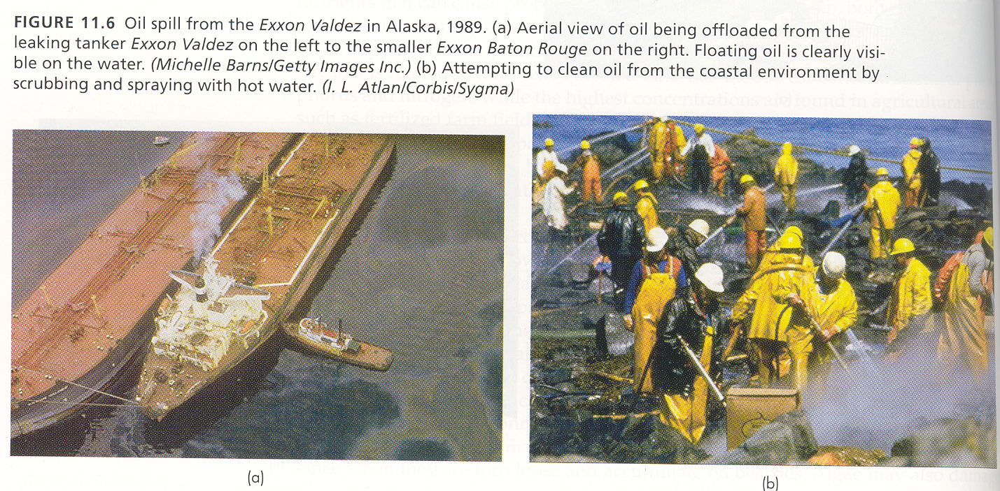 FIGURE 11.6 Oil spill from the Exxon Valdez in Alaska, 1989. (a) Aerial view of oil being offloaded from the
leaking tanker Exxon Valdez on the left to the smaller Exxon Baton Rouge on the right. Floating oil is clearly visi-
ble on the water. (Michelle Barns/Getty Images Inc.) (b) Attempting to clean oil from the coastal environment by
scrubbing and spraying with hot water. (I. L. Atlan/Corbis/Sygma)
(a)
(b)